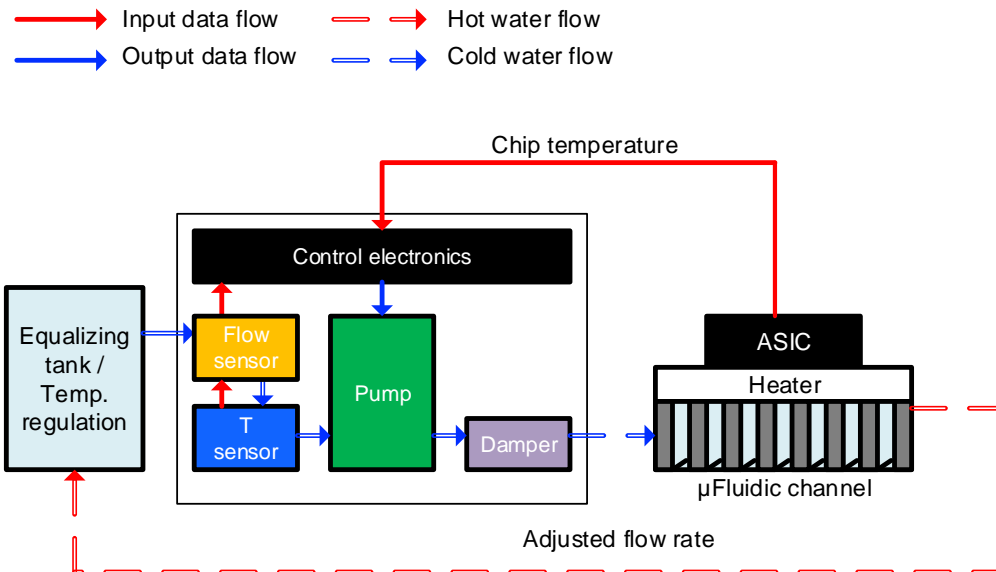 Input data flow
Hot water flow
Output data flow
Cold water flow
Chip temperature
Control electronics
Equalizing
tank /
Temp.
regulation
Flow
sensor
T
sensor
Pump
Damper
ASIC
Heater
µFluidic channel
Adjusted flow rate